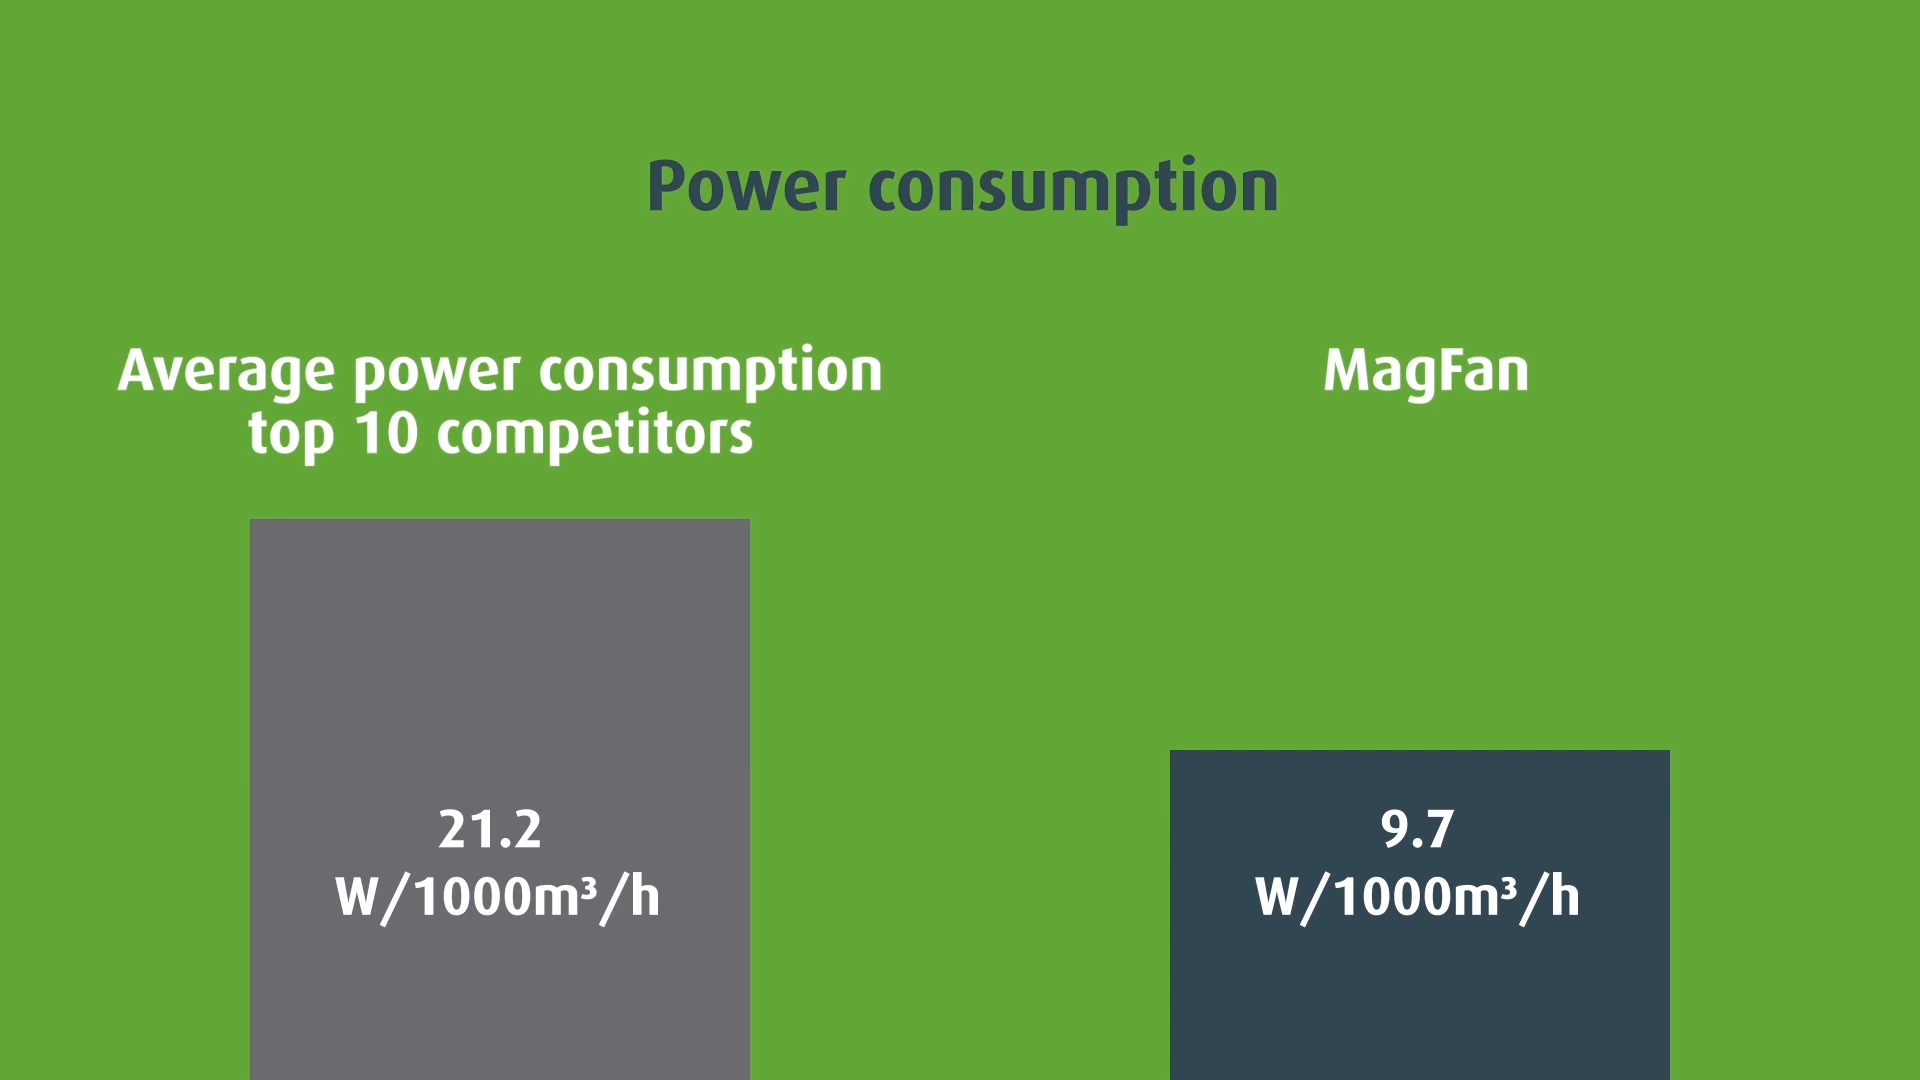 Power consumption
Average power consumption
top 10 competitors
21.2
W/1000m³/h
MagFan
9.7
W/1000m³/h